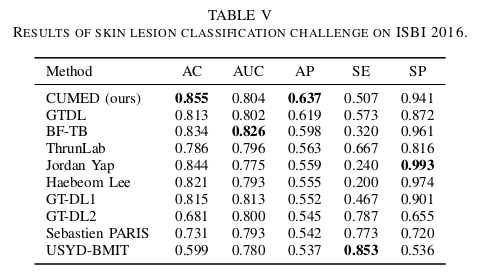 TABLE V
RESULTS OF SKIN LESION CLASSIFICATION CHALLENGE ON ISBI 2016.
Method AC AUC AP SE SP
CUMED (ours) 0.855 0.804 0.637 0.507 0.941
GTDL 0.813 0.802 0.619 0.573 0.872
BF-TB 0.834 0.826 0.598 0.320 0.961
ThrunLab 0.786 0.796 0.563 0.667 0.816
Jordan Yap 0.844 0.775 0.559 0.240 0.993
Haebeom Lee 0.821 0.793 0.555 0.200 0.974
GT-DL1 0.815 0.813 0.552 0.467 0.901
GT-DL2 0.681 0.800 0.545 0.787 0.655
Sebastien PARIS 0.731 0.793 0.542 0.773 0.720
USYD-BMIT 0.599 0.780 0.537 0.853 0.536